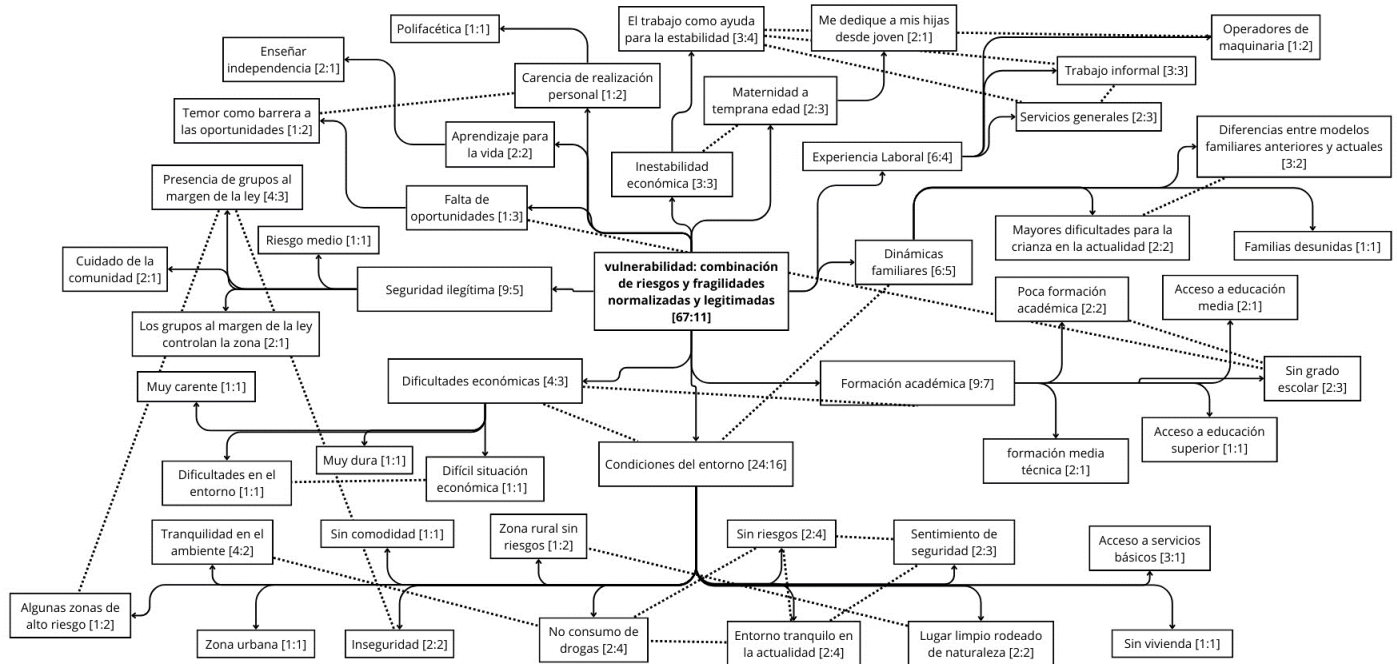 Polifacética [1:1]
El trabajo como ayuda
para la estabilidad [3:4]
Me dedique a mis hijas
desde joven [2:1]
Operadores de
maquinaria [1:2]
Enseñar
independencia [2:1]
Carencia de realización
personal [1:2]
Maternidad a
temprana edad [2:3]
Trabajo informal [3:3]
Temor como barrera a
las oportunidades [1:2]
Aprendizaje para
la vida [2:2]
Servicios generales [2:3]
Diferencias entre modelos
familiares anteriores y actuales
[3:2]
Inestabilidad
económica [3:3]
Experiencia Laboral [6:4]
Presencia de grupos al
margen de la ley [4:3]
Falta de
oportunidades [1:3]
Riesgo medio [1:1]
Mayores dificultades para la
crianza en la actualidad [2:2]
Familias desunidas [1:1]
Cuidado de la
comunidad [2:1]
Dinámicas
familiares [6:5]
Seguridad ilegítima [9:5]
vulnerabilidad: combinación
de riesgos y fragilidades
normalizadas y legitimadas
[67:11]
Poca formación
académica [2:2]
Acceso a educación
media [2:1]
Los grupos al margen de la ley
controlan la zona [2:1]
Muy carente [1:1]
Dificultades económicas [4:3]
Formación académica [9:7]
Sin grado
escolar [2:3]
Muy dura [1:1]
Dificultades en el
entorno [1:1]
Difícil situación
económica [1:1]
Condiciones del entorno [24:16]
formación media
técnica [2:1]
Acceso a educación
superior [1:1]
Tranquilidad en el
ambiente [4:2]
Sin comodidad [1:1]
Zona rural sin
riesgos [1:2]
Sin riesgos [2:4]
Sentimiento de
seguridad [2:3]
Acceso a servicios
básicos [3:1]
Algunas zonas de
alto riesgo [1:2]
Zona urbana [1:1]
Inseguridad [2:2]
No consumo de
drogas [2:4]
Entorno tranquilo en
la actualidad [2:4]
Lugar limpio rodeado
de naturaleza [2:2]
Sin vivienda [1:1]